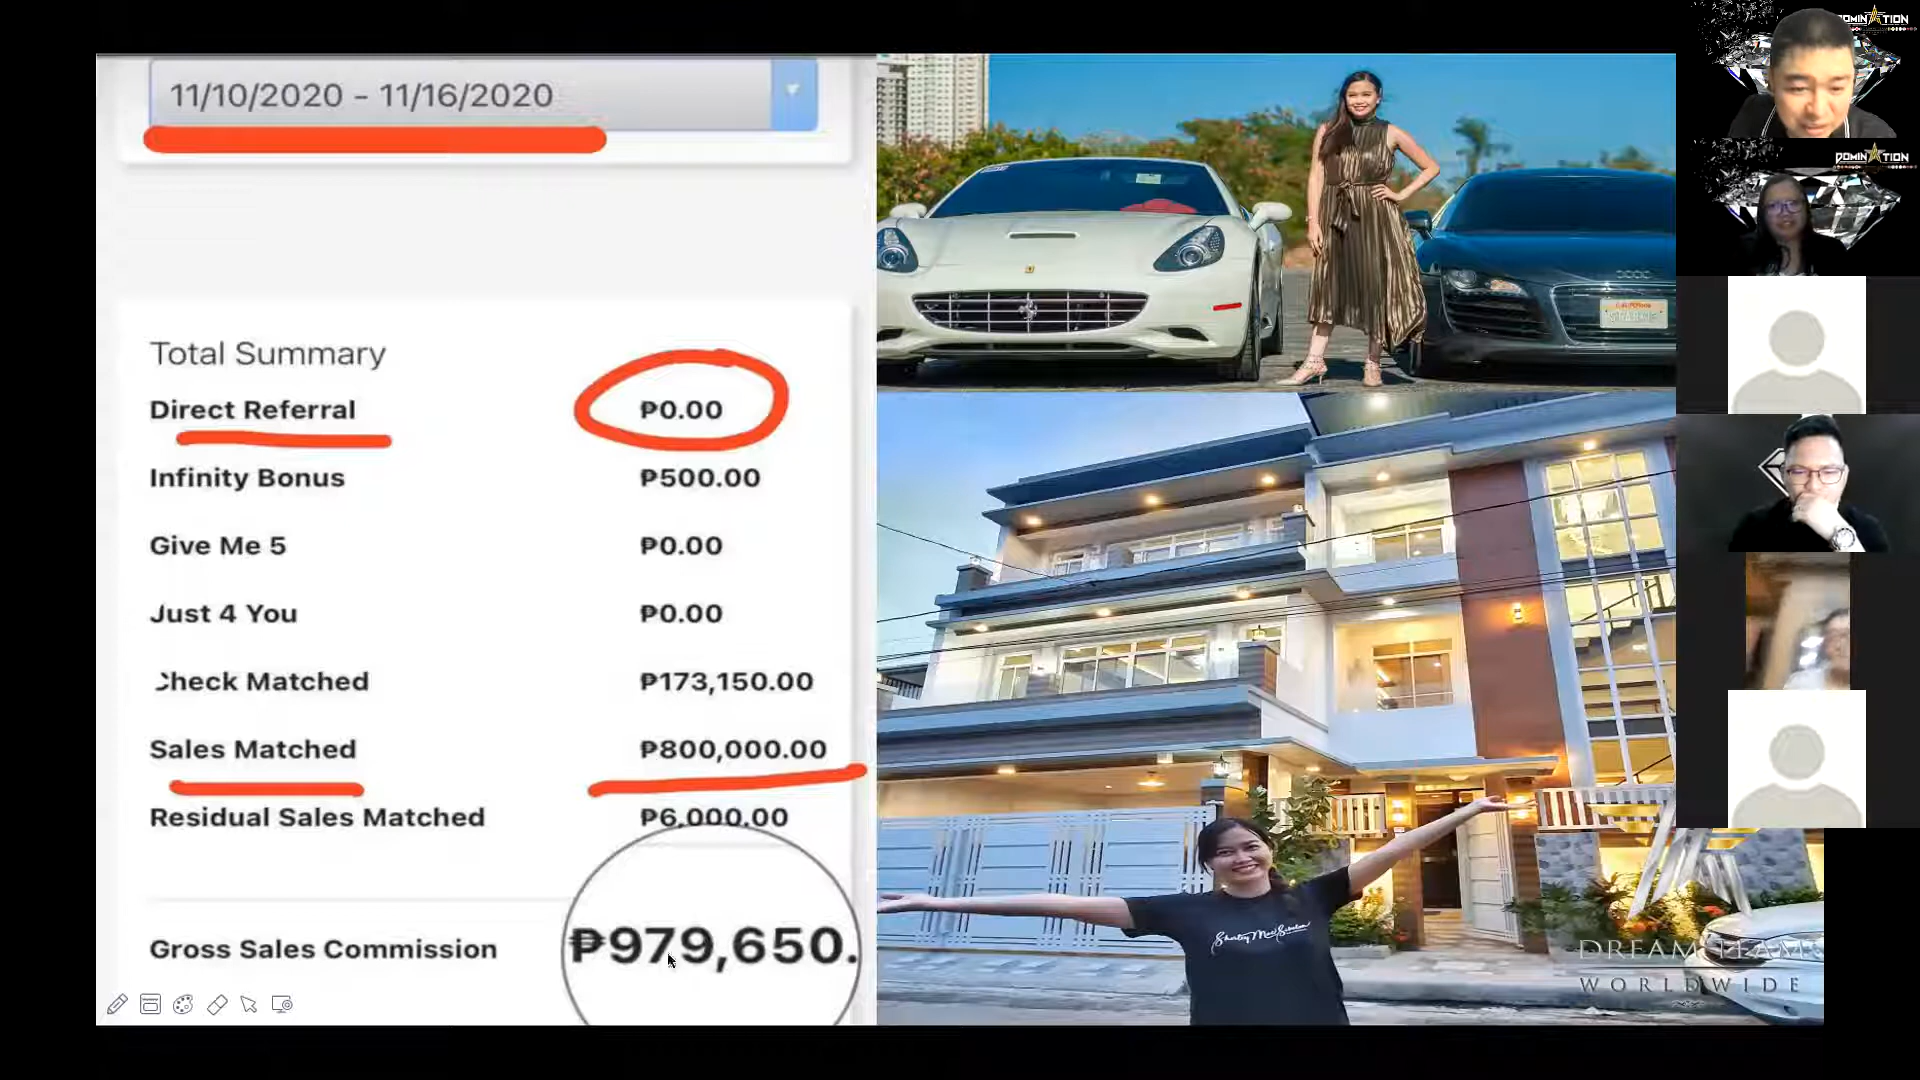 11/10/2020 - 11/16/2020
Total Summary
Direct Referral ₱0.00
Infinity Bonus ₱500.00
Give Me 5 ₱0.00
Just 4 You ₱0.00
Check Matched ₱173,150.00
Sales Matched ₱800,000.00
Residual Sales Matched ₱6,000.00
Gross Sales Commission ₱979,650.
DREAM TEAM
WORLDWIDE
DOMINATION
DOMINATION